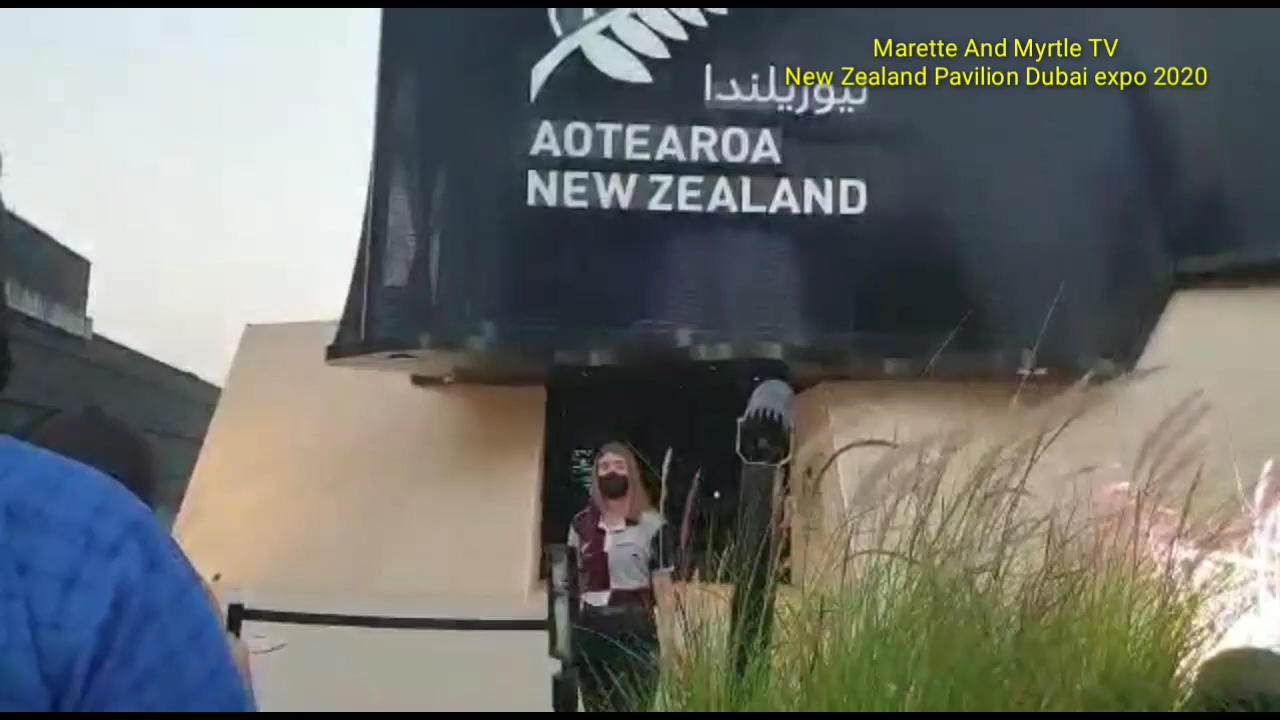 Marette And Myrtle TV
New Zealand Pavilion Dubai expo 2020
نيوزيلندا
AOTEAROA
NEW ZEALAND